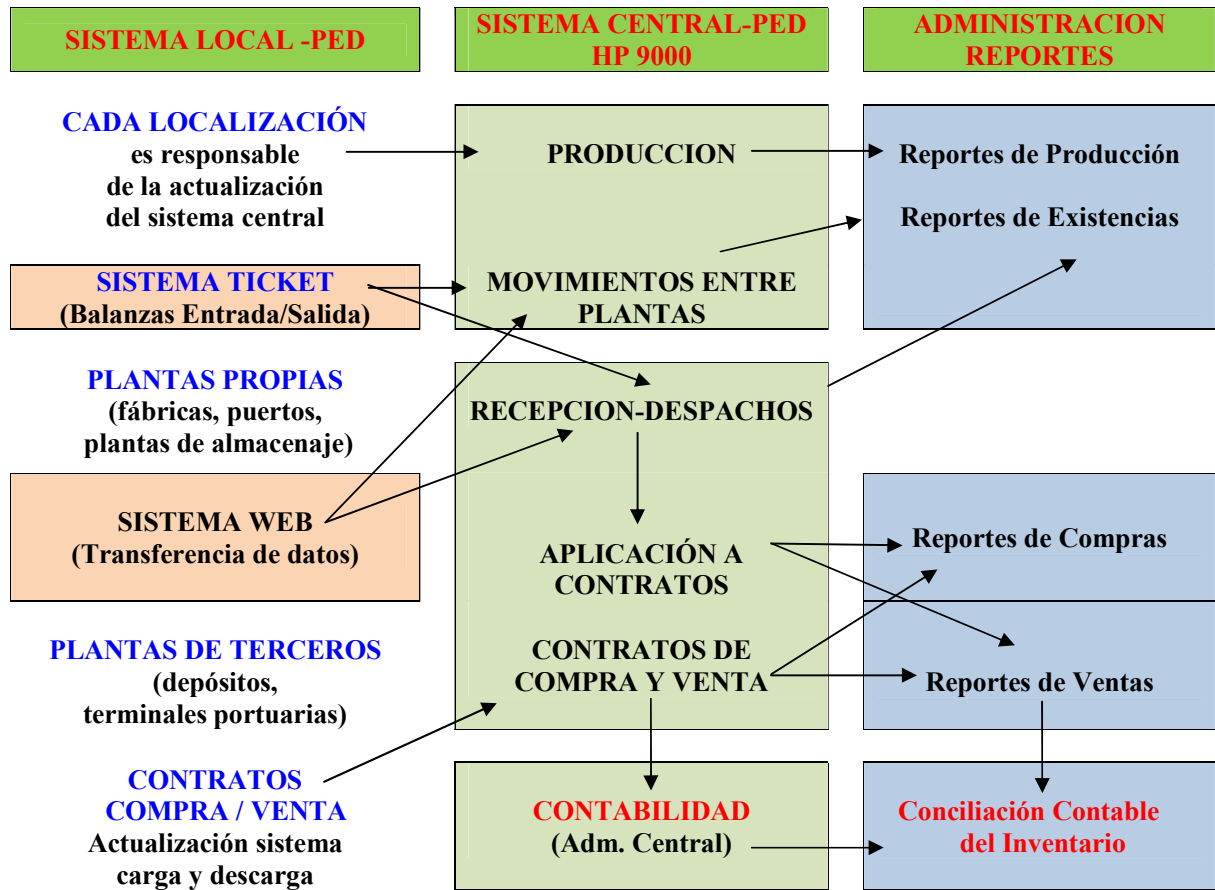 SISTEMA LOCAL -PED
SISTEMA CENTRAL-PED
HP 9000
ADMINISTRACION
REPORTES
CADA LOCALIZACIÓN
es responsable
de la actualización
del sistema central
PRODUCCION
Reportes de Producción
Reportes de Existencias
SISTEMA TICKET
(Balanzas Entrada/Salida)
MOVIMIENTOS ENTRE
PLANTAS
PLANTAS PROPIAS
(fábricas, puertos,
plantas de almacenaje)
RECEPCION-DESPACHOS
SISTEMA WEB
(Transferencia de datos)
APLICACIÓN A
CONTRATOS
Reportes de Compras
PLANTAS DE TERCEROS
(depósitos,
terminales portuarias)
CONTRATOS DE
COMPRA Y VENTA
Reportes de Ventas
CONTRATOS
COMPRA / VENTA
Actualización sistema
carga y descarga
CONTABILIDAD
(Adm. Central)
Conciliación Contable
del Inventario